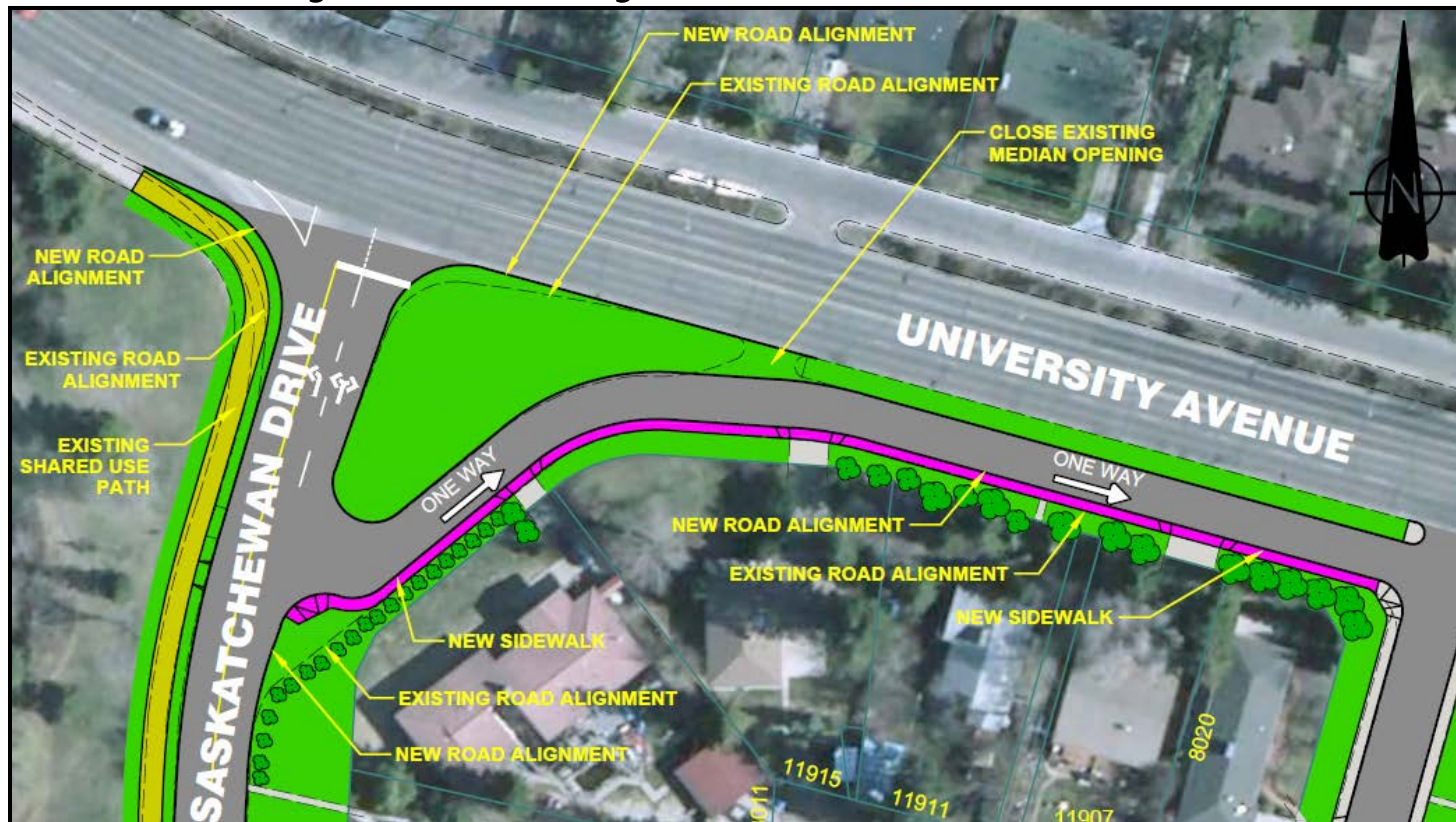 NEW ROAD ALIGNMENT
EXISTING ROAD ALIGNMENT
CLOSE EXISTING
MEDIAN OPENING
N
NEW ROAD
ALIGNMENT
EXISTING ROAD
ALIGNMENT
EXISTING
SHARED USE
PATH
SASKATCHEWAN DRIVE
UNIVERSITY AVENUE
ONE WAY
ONE WAY
NEW ROAD ALIGNMENT
EXISTING ROAD ALIGNMENT
NEW SIDEWALK
NEW SIDEWALK
EXISTING ROAD ALIGNMENT
NEW ROAD ALIGNMENT
8020
11915
11911
11907